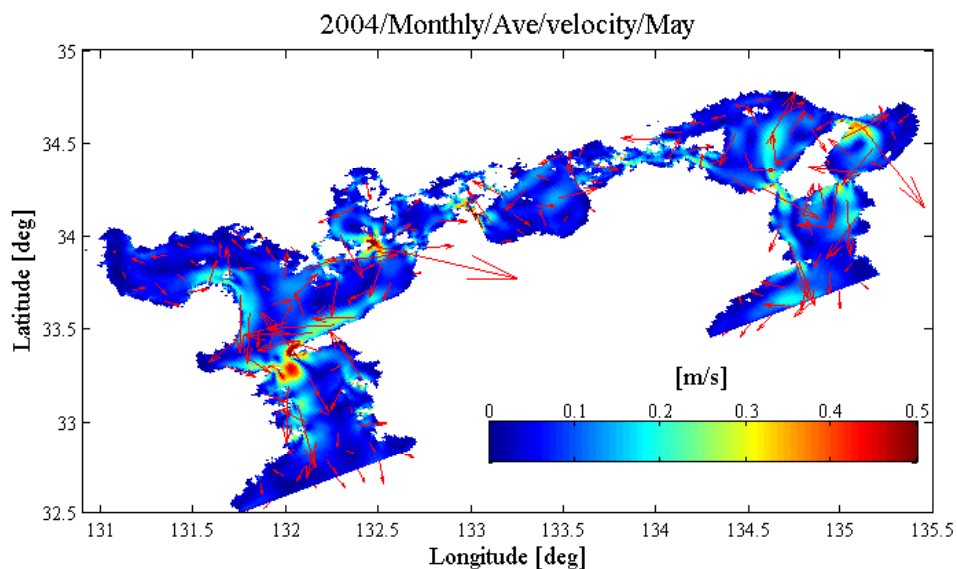 2004/Monthly/Ave/velocity/May
35
34.5
34
33.5
33
32.5
Latitude [deg]
[m/s]
0 0.1 0.2 0.3 0.4 0.5
131 131.5 132 132.5 133 133.5 134 134.5 135 135.5
Longitude [deg]